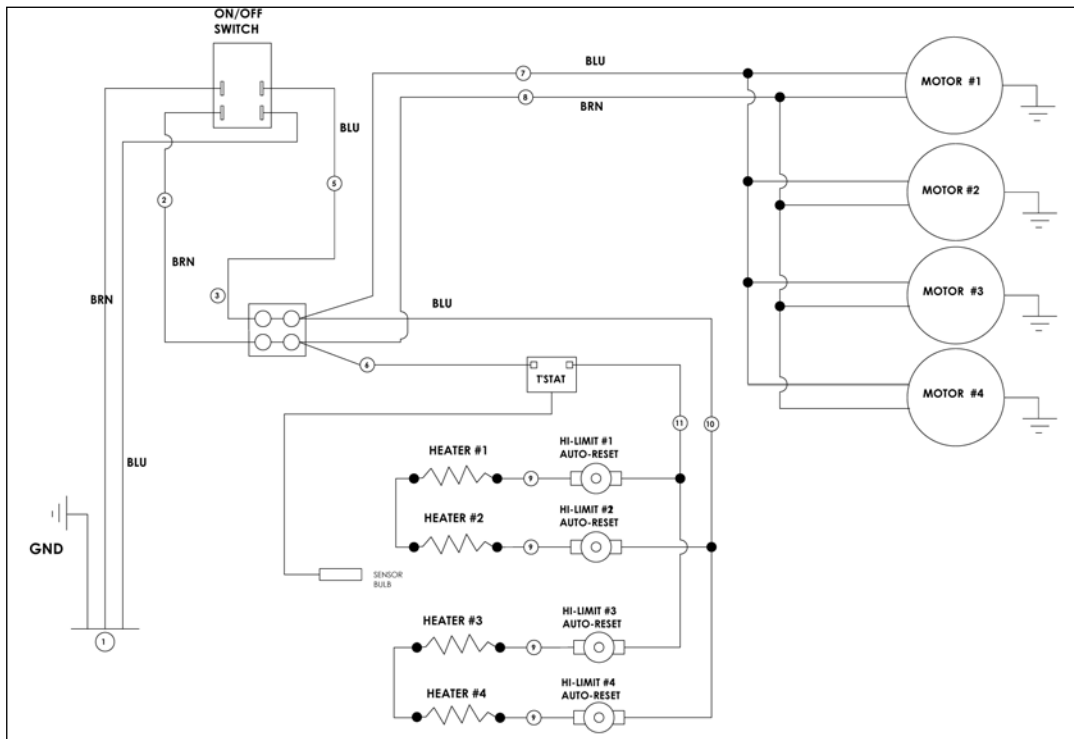 ON/OFF
SWITCH
BLU
7
MOTOR #1
8
BRN
BLU
2
5
MOTOR #2
BRN
3
BRN
BLU
MOTOR #3
6
T'STAT
MOTOR #4
11
10
HEATER #1
HI-LIMIT #1
AUTO-RESET
9
BLU
HEATER #2
HI-LIMIT #2
AUTO-RESET
9
GND
SENSOR
BULB
HEATER #3
HI-LIMIT #3
AUTO-RESET
9
1
HEATER #4
HI-LIMIT #4
AUTO-RESET
9